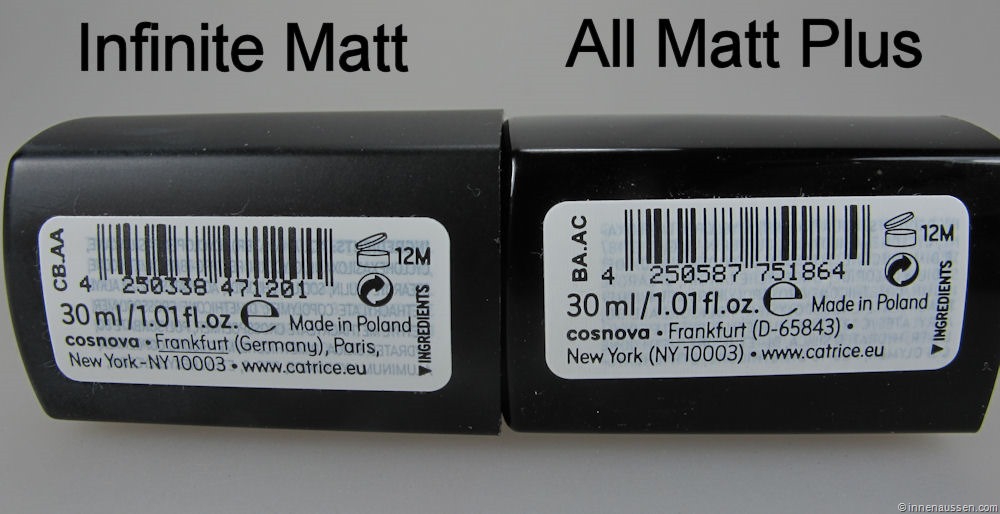 Infinite Matt
All Matt Plus
CB.AA
12M
4 250338 471201
30 ml/1.01 fl.oz. e Made in Poland
cosnova • Frankfurt (Germany), Paris,
New York-NY 10003 • www.catrice.eu
▼INGREDIENTS
BA.AC
12M
4 250587 751864
30 ml/1.01 fl.oz. e Made in Poland
cosnova • Frankfurt (D-65843) •
New York (NY 10003) • www.catrice.eu
▼INGREDIENTS
© innenaussen.com